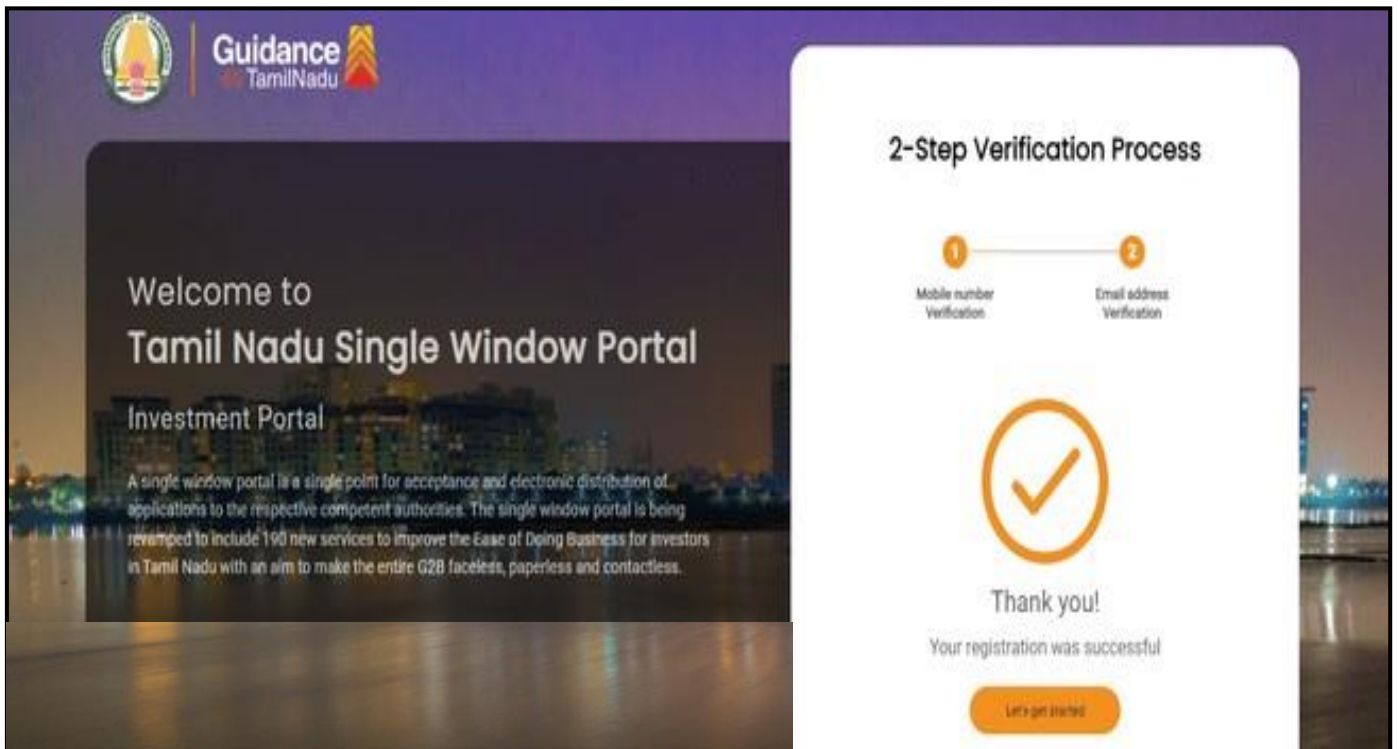 Guidance
TamilNadu
Welcome to
Tamil Nadu Single Window Portal
Investment Portal
A single window portal is a single point for acceptance and electronic distribution of
applications to the respective competent authorities. The single window portal is being
revamped to include 190 new services to improve the Ease of Doing Business for investors
in Tamil Nadu with an aim to make the entire G2B faceless, paperless and contactless.
2-Step Verification Process
1
2
Mobile number
Verification
Email address
Verification
Thank you!
Your registration was successful
Let's get started